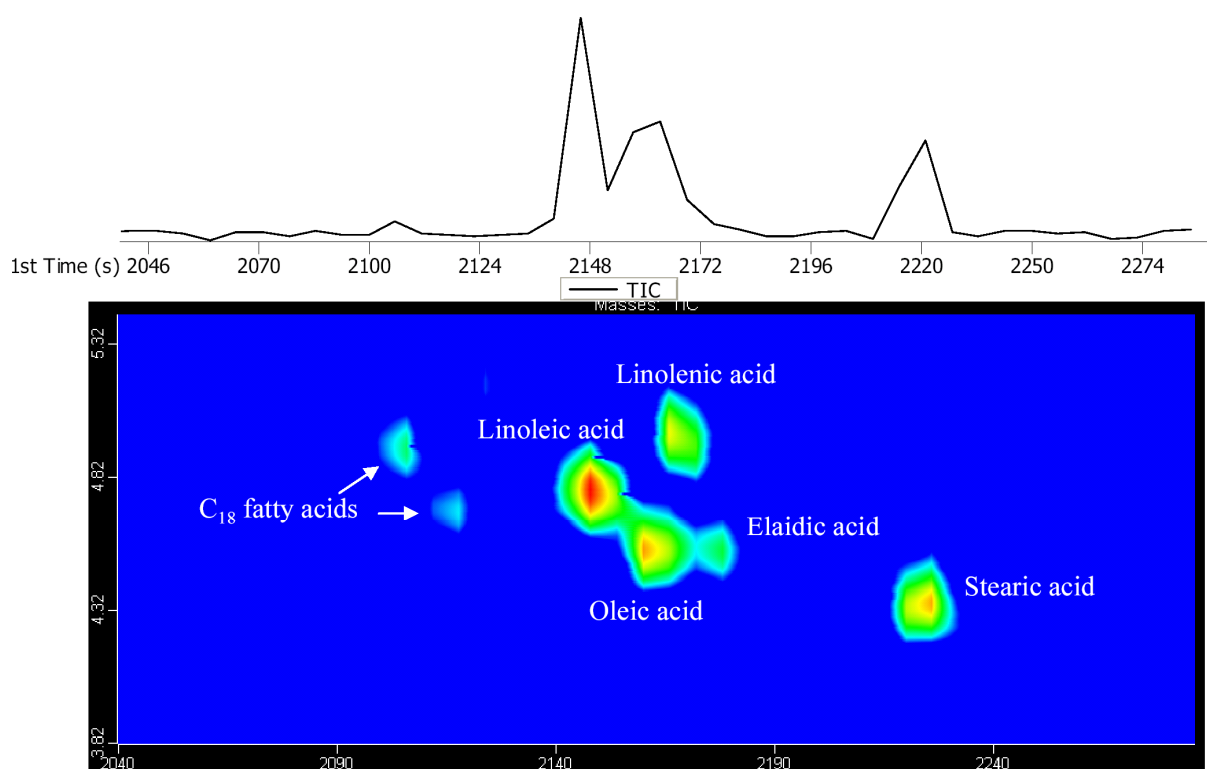 1st Time (s) 2046 2070 2100 2124 2148 2172 2196 2220 2250 2274
TIC
Masses: TIC
5.32
Linolenic acid
Linoleic acid
4.82
C₁₈ fatty acids
Elaidic acid
Stearic acid
4.32
Oleic acid
3.82
2040 2090 2140 2190 2240